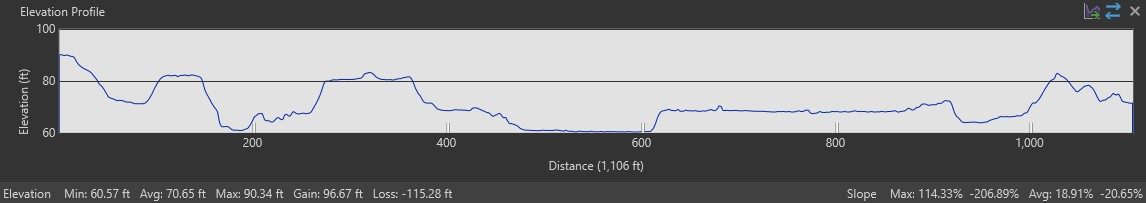 Elevation Profile
100
80
60
Elevation (ft)
200
400
600
800
1,000
Distance (1,106 ft)
Elevation Min: 60.57 ft Avg: 70.65 ft Max: 90.34 ft Gain: 96.67 ft Loss: -115.28 ft Slope Max: 114.33% -206.89% Avg: 18.91% -20.65%